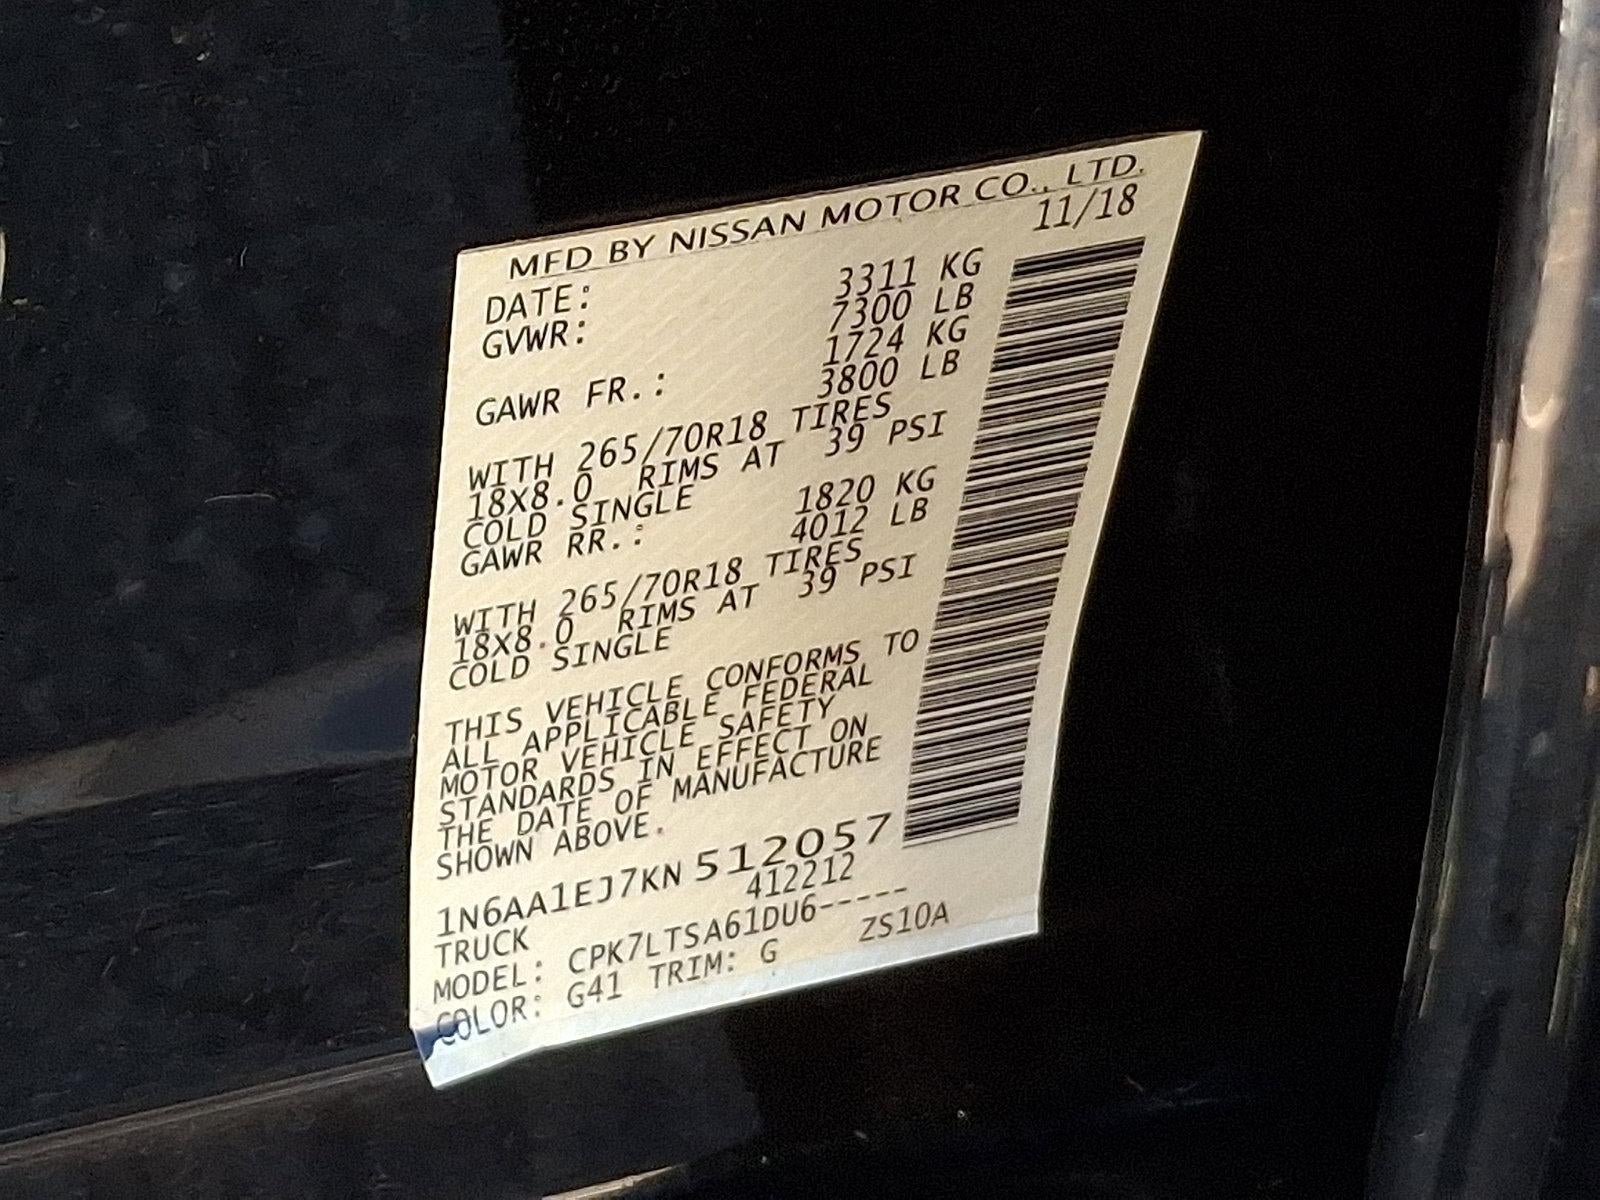 MFD BY NISSAN MOTOR CO., LTD.
DATE: 11/18
GVWR: 3311 KG
7300 LB
GAWR FR.: 1724 KG
3800 LB
WITH 265/70R18 TIRES
18X8.0 RIMS AT 39 PSI
COLD SINGLE
GAWR RR.: 1820 KG
4012 LB
WITH 265/70R18 TIRES
18X8.0 RIMS AT 39 PSI
COLD SINGLE
THIS VEHICLE CONFORMS TO
ALL APPLICABLE FEDERAL
MOTOR VEHICLE SAFETY
STANDARDS IN EFFECT ON
THE DATE OF MANUFACTURE
SHOWN ABOVE.
1N6AA1EJ7KN 512057
TRUCK 412212
MODEL: CPK7LTSA61DU6-----
COLOR: G41 TRIM: G ZS10A